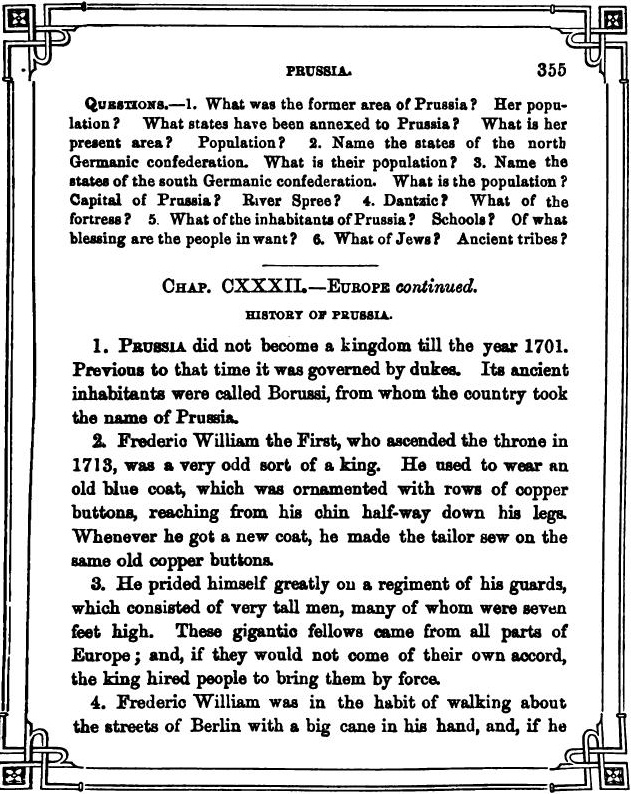 PRUSSIA. 355
QUESTIONS.—1. What was the former area of Prussia? Her popu-
lation? What states have been annexed to Prussia? What is her
present area? Population? 2. Name the states of the north
Germanic confederation. What is their population? 3. Name the
states of the south Germanic confederation. What is the population?
Capital of Prussia? River Spree? 4. Dantzic? What of the
fortress? 5. What of the inhabitants of Prussia? Schools? Of what
blessing are the people in want? 6. What of Jews? Ancient tribes?
CHAP. CXXXII.—EUROPE continued.
HISTORY OF PRUSSIA.
1. PRUSSIA did not become a kingdom till the year 1701.
Previous to that time it was governed by dukes. Its ancient
inhabitants were called Borussi, from whom the country took
the name of Prussia.
2. Frederic William the First, who ascended the throne in
1713, was a very odd sort of a king. He used to wear an
old blue coat, which was ornamented with rows of copper
buttons, reaching from his chin half-way down his legs.
Whenever he got a new coat, he made the tailor sew on the
same old copper buttons.
3. He prided himself greatly on a regiment of his guards,
which consisted of very tall men, many of whom were seven
feet high. These gigantic fellows came from all parts of
Europe; and, if they would not come of their own accord,
the king hired people to bring them by force.
4. Frederic William was in the habit of walking about
the streets of Berlin with a big cane in his hand, and, if he